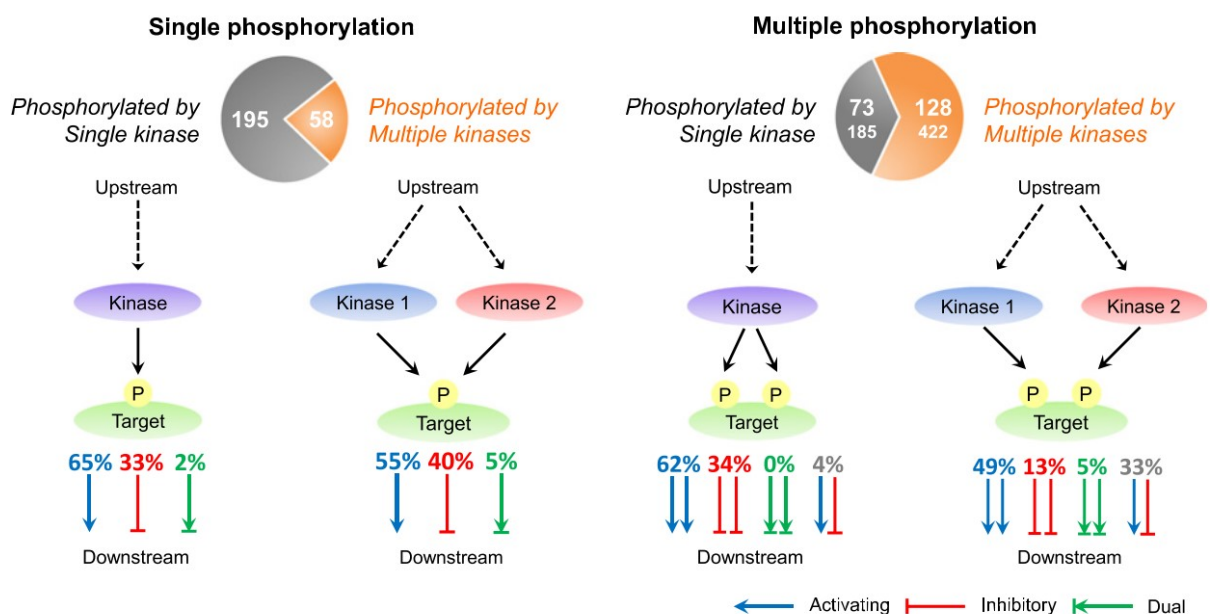 Single phosphorylation
Phosphorylated by
Single kinase
195
58
Phosphorylated by
Multiple kinases
Upstream
Upstream
Kinase
Kinase 1
Kinase 2
P
Target
P
Target
65% 33% 2%
55% 40% 5%
Downstream
Downstream
Multiple phosphorylation
Phosphorylated by
Single kinase
73
185
128
422
Phosphorylated by
Multiple kinases
Upstream
Upstream
Kinase
Kinase 1
Kinase 2
P P
Target
P P
Target
62% 34% 0% 4%
49% 13% 5% 33%
Downstream
Downstream
Activating
Inhibitory
Dual